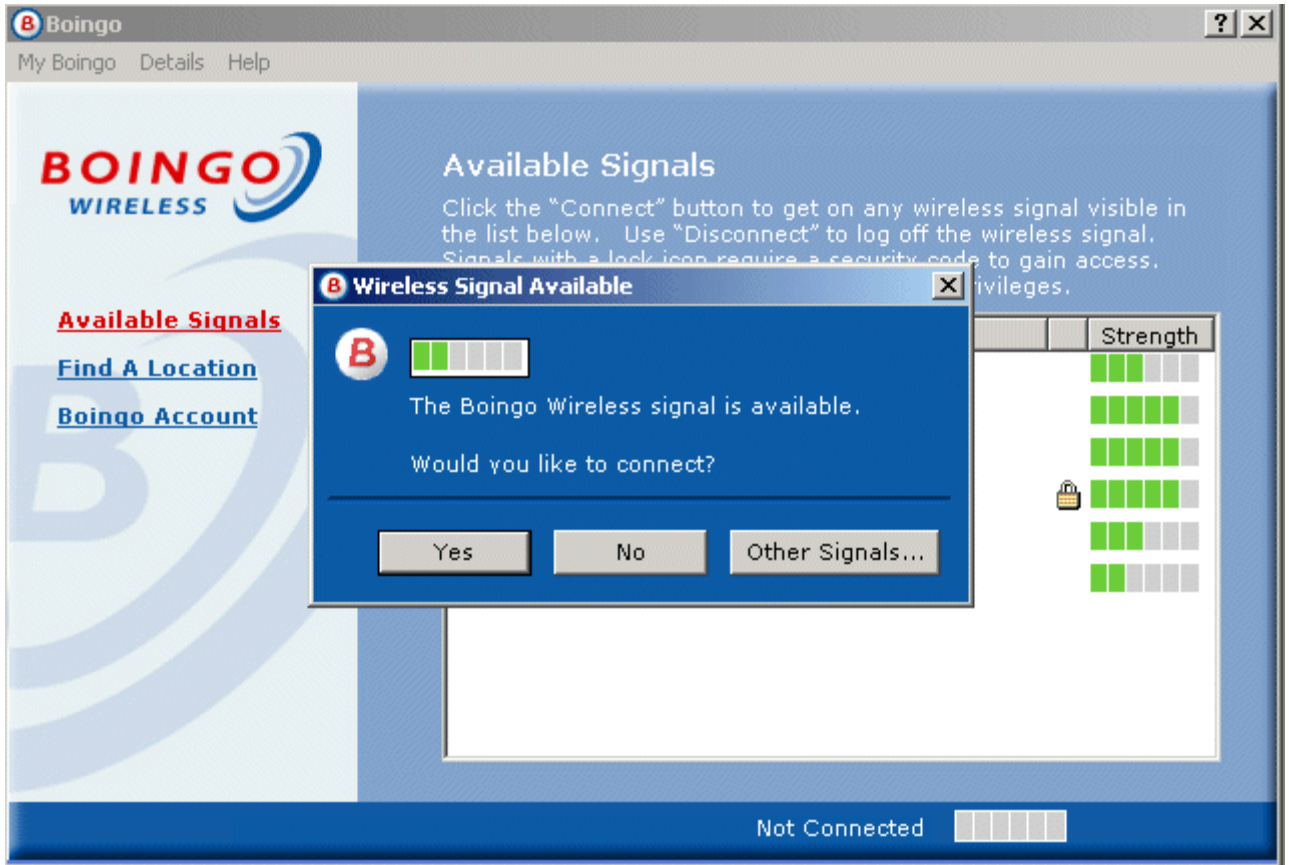 Boingo
My Boingo Details Help
BOINGO
WIRELESS
Available Signals
Find A Location
Boingo Account
Available Signals
Click the “Connect” button to get on any wireless signal visible in
the list below. Use “Disconnect” to log off the wireless signal.
Signals with a lock icon require a security code to gain access.
Strength
B Wireless Signal Available
B
The Boingo Wireless signal is available.
Would you like to connect?
Yes No Other Signals...
Not Connected